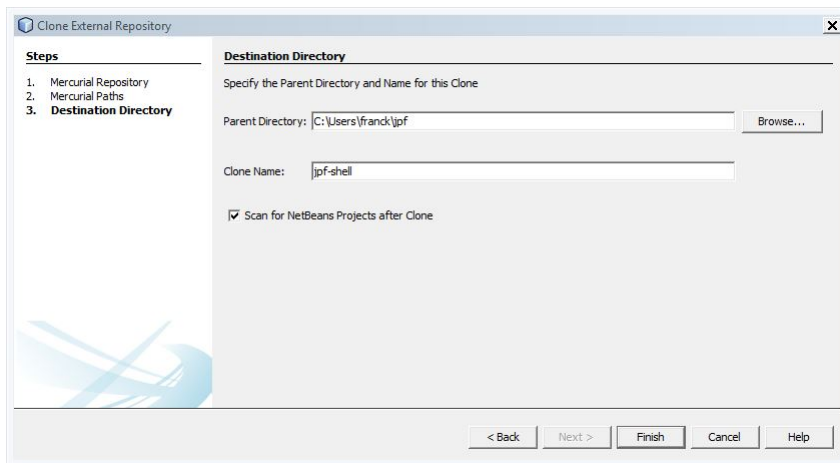 Clone External Repository
Steps
1. Mercurial Repository
2. Mercurial Paths
3. Destination Directory
Destination Directory
Specify the Parent Directory and Name for this Clone
Parent Directory: C:\Users\franck\jpf Browse...
Clone Name: jpf-shell
Scan for NetBeans Projects after Clone
< Back Next > Finish Cancel Help